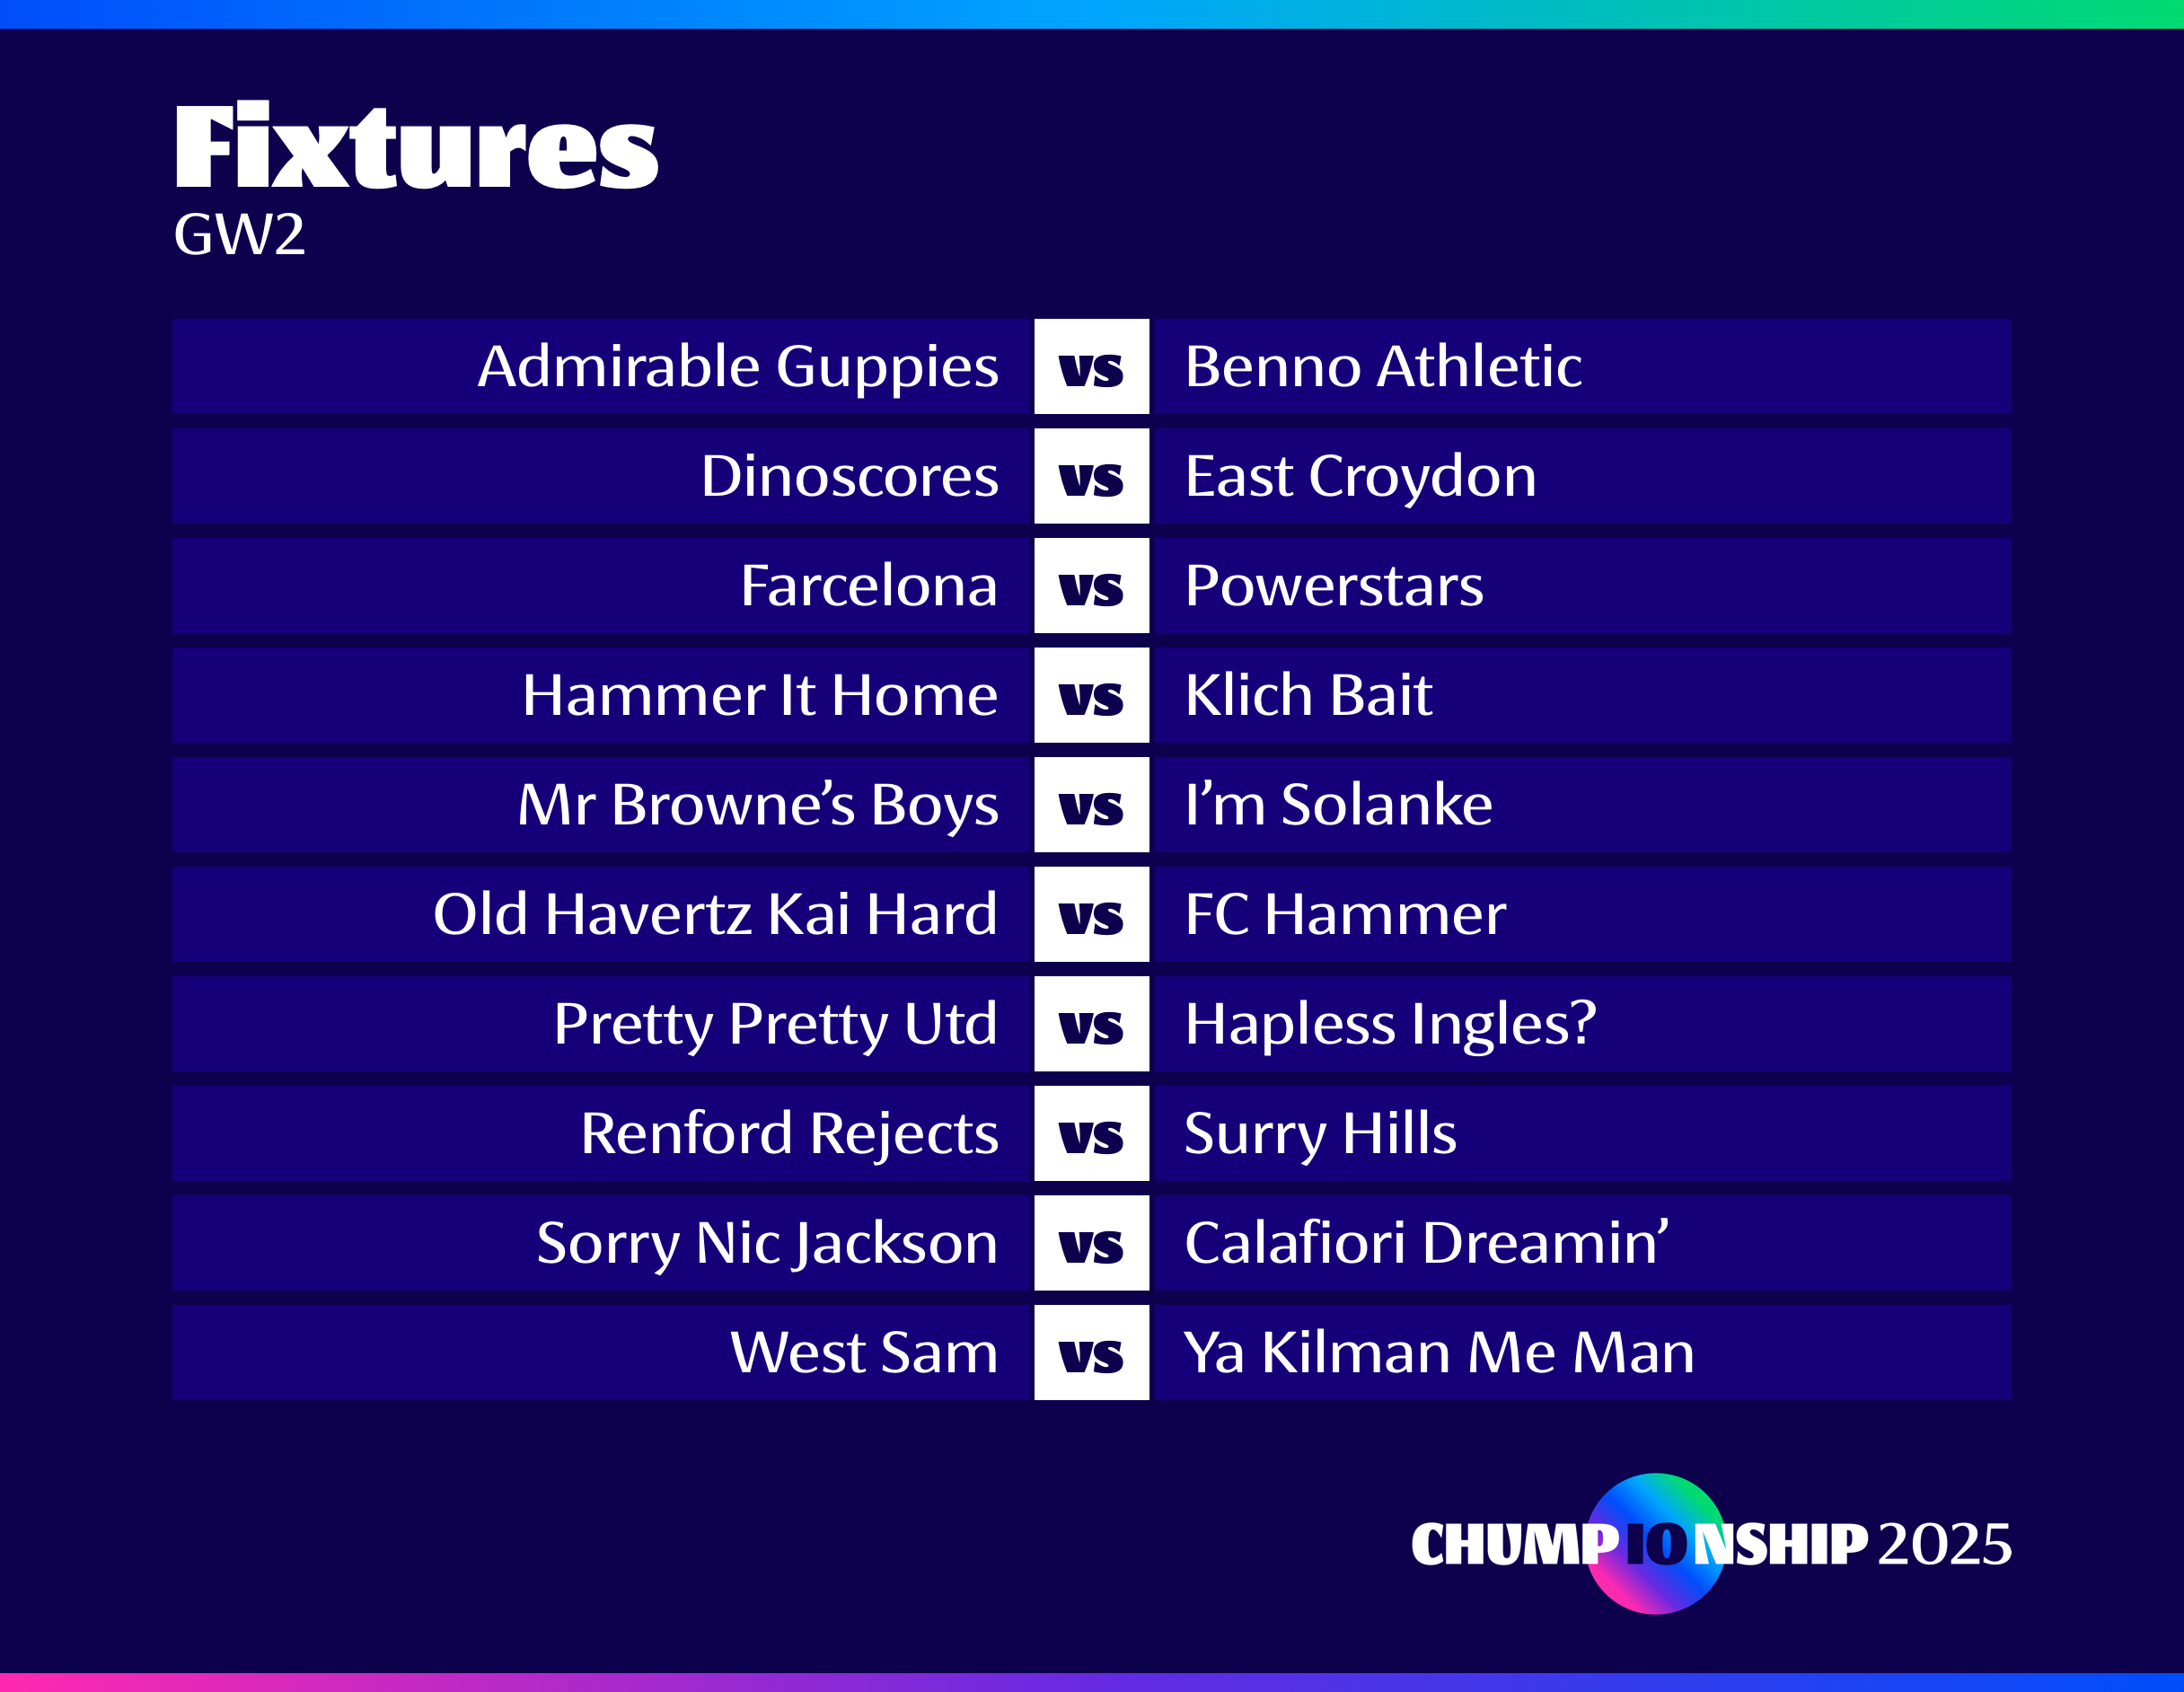 Fixtures
GW2
Admirable Guppies vs Benno Athletic
Dinoscores vs East Croydon
Farcelona vs Powerstars
Hammer It Home vs Klich Bait
Mr Browne’s Boys vs I’m Solanke
Old Havertz Kai Hard vs FC Hammer
Pretty Pretty Utd vs Hapless Ingles?
Renford Rejects vs Surry Hills
Sorry Nic Jackson vs Calafiori Dreamin’
West Sam vs Ya Kilman Me Man
CHUMPIONSHIP 2025